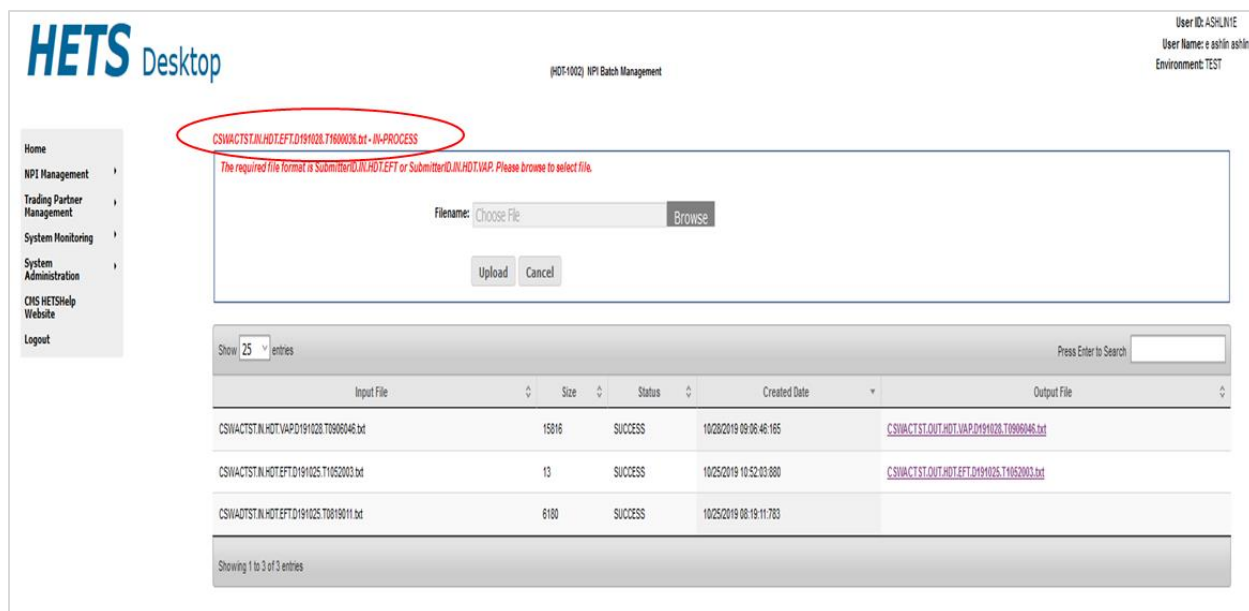 HETS Desktop
User ID: ASHLIN1E
User Name: e ashlin ashlin
Environment: TEST
(HDT-1002) NPI Batch Management
Home
NPI Management
Trading Partner
Management
System Monitoring
System
Administration
CMS HETSHelp
Website
Logout
CSWACTST.IN.HDT.EFT.D191028.T1600036.txt - IN-PROCESS
The required file format is SubmitterID.IN.HDT.EFT or SubmitterID.IN.HDT.VAP. Please browse to select file.
Filename: Choose File Browse
Upload Cancel
Show 25 entries Press Enter to Search
Input File Size Status Created Date Output File
CSWACTST.IN.HDT.VAP.D191028.T0906046.txt 15816 SUCCESS 10/28/2019 09:06:46:165 CSWACTST.OUT.HDT.VAP.D191028.T0906046.txt
CSWACTST.IN.HDT.EFT.D191025.T1052003.txt 13 SUCCESS 10/25/2019 10:52:03:880 CSWACTST.OUT.HDT.EFT.D191025.T1052003.txt
CSWADTST.IN.HDT.EFT.D191025.T0819011.txt 6180 SUCCESS 10/25/2019 08:19:11:783
Showing 1 to 3 of 3 entries